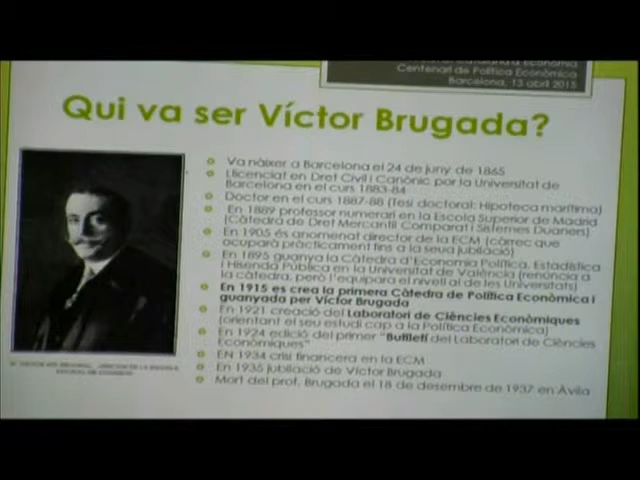 Catalana d'Economia
Centenari de Política Econòmica
Barcelona, 13 abril 2015
Qui va ser Víctor Brugada?
Va nàixer a Barcelona el 24 de juny de 1865
Llicenciat en Dret Civil i Canònic por la Universitat de
Barcelona en el curs 1883-84
Doctor en el curs 1887-88 (Tesi doctoral: Hipoteca marítima)
En 1889 professor numerari en la Escola Superior de Madrid
(Càtedra de Dret Mercantil Comparat i Sistemes Duaners)
En 1905 és anomenat director de la ECM (càrrec que
ocuparà pràcticament fins a la seua jubilació)
En 1895 guanya la Càtedra d'Economia Política, Estadística
i Hisenda Pública en la Universitat de València (renúncia a
la càtedra, però l'equipara el nivell al de les Universitats)
En 1915 es crea la primera Càtedra de Política Econòmica i
guanyada per Víctor Brugada
En 1921 creació del Laboratori de Ciències Econòmiques
(orientant el seu estudi cap a la Política Econòmica)
En 1924 edició del primer "Butlletí del Laboratori de Ciències
Econòmiques"
EN 1934 crisi financera en la ECM
En 1935 jubilació de Víctor Brugada
Mort del prof. Brugada el 18 de desembre de 1937 en Àvila